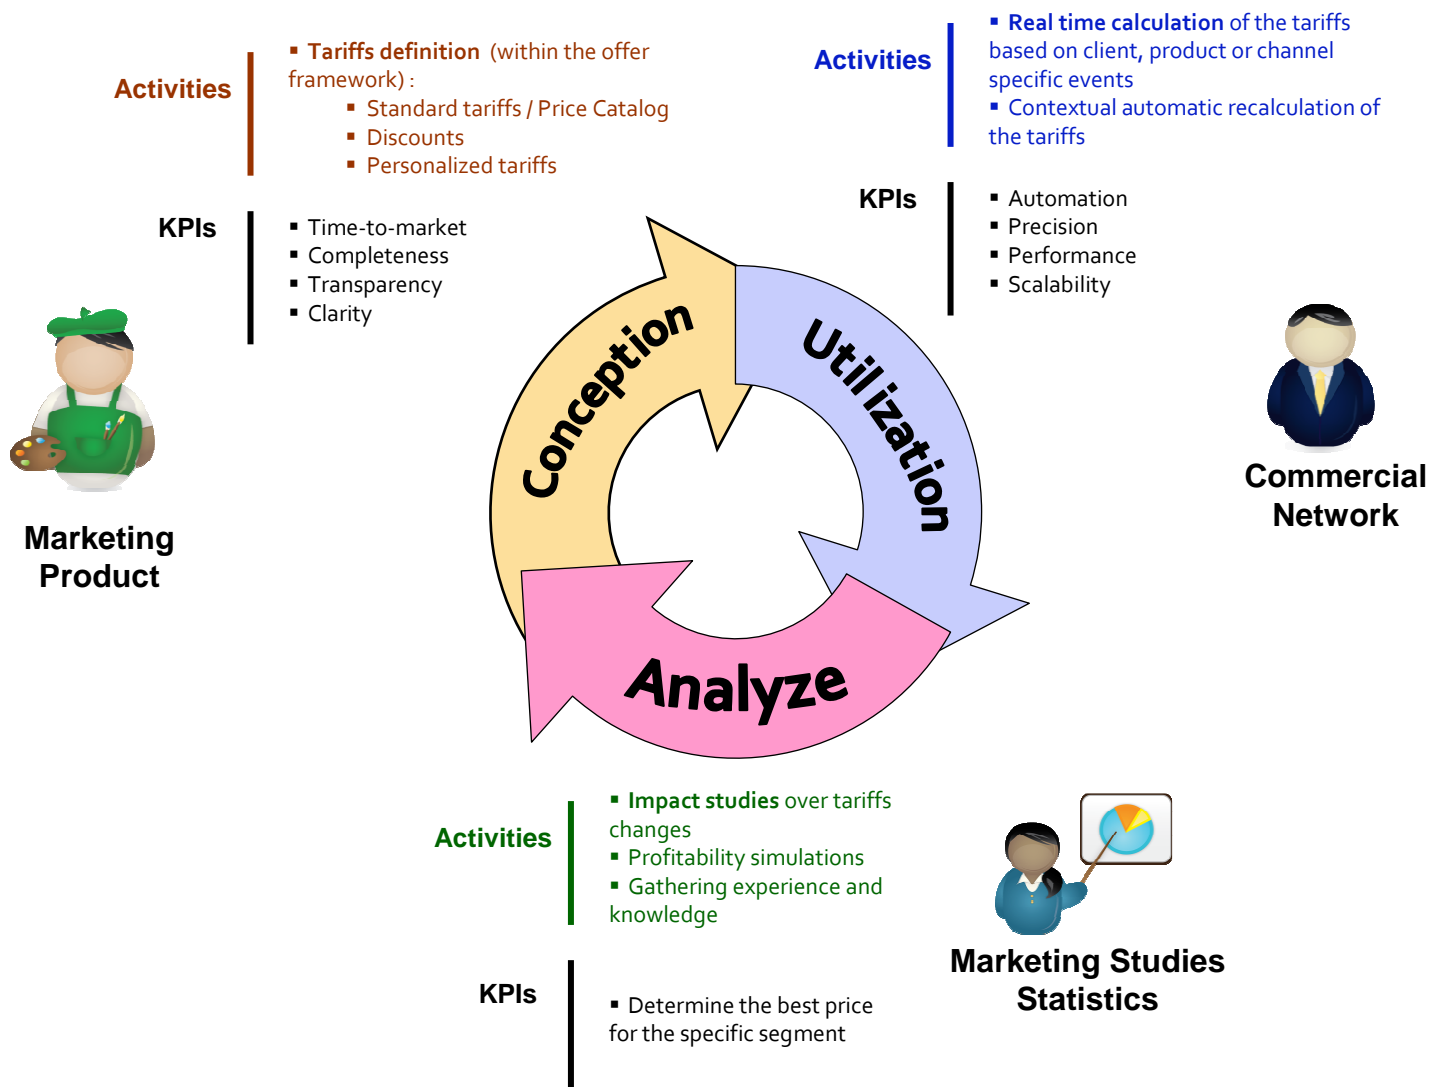 Activities
▪ Tariffs definition (within the offer
framework) :
▪ Standard tariffs / Price Catalog
▪ Discounts
▪ Personalized tariffs
KPIs
▪ Time-to-market
▪ Completeness
▪ Transparency
▪ Clarity
Marketing
Product
Activities
▪ Real time calculation of the tariffs
based on client, product or channel
specific events
▪ Contextual automatic recalculation of
the tariffs
KPIs
▪ Automation
▪ Precision
▪ Performance
▪ Scalability
Commercial
Network
Conception
Utilization
Analyze
Activities
▪ Impact studies over tariffs
changes
▪ Profitability simulations
▪ Gathering experience and
knowledge
KPIs
▪ Determine the best price
for the specific segment
Marketing Studies
Statistics